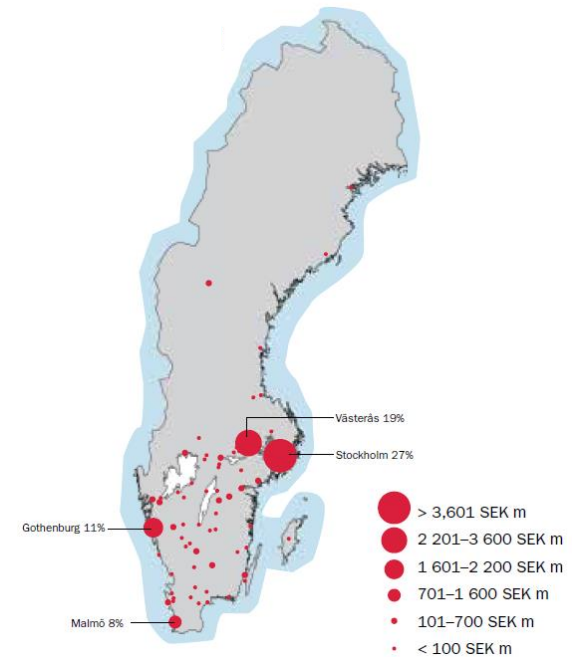 Västerås 19%
Stockholm 27%
Gothenburg 11%
Malmö 8%
> 3,601 SEK m
2 201–3 600 SEK m
1 601–2 200 SEK m
701–1 600 SEK m
101–700 SEK m
< 100 SEK m